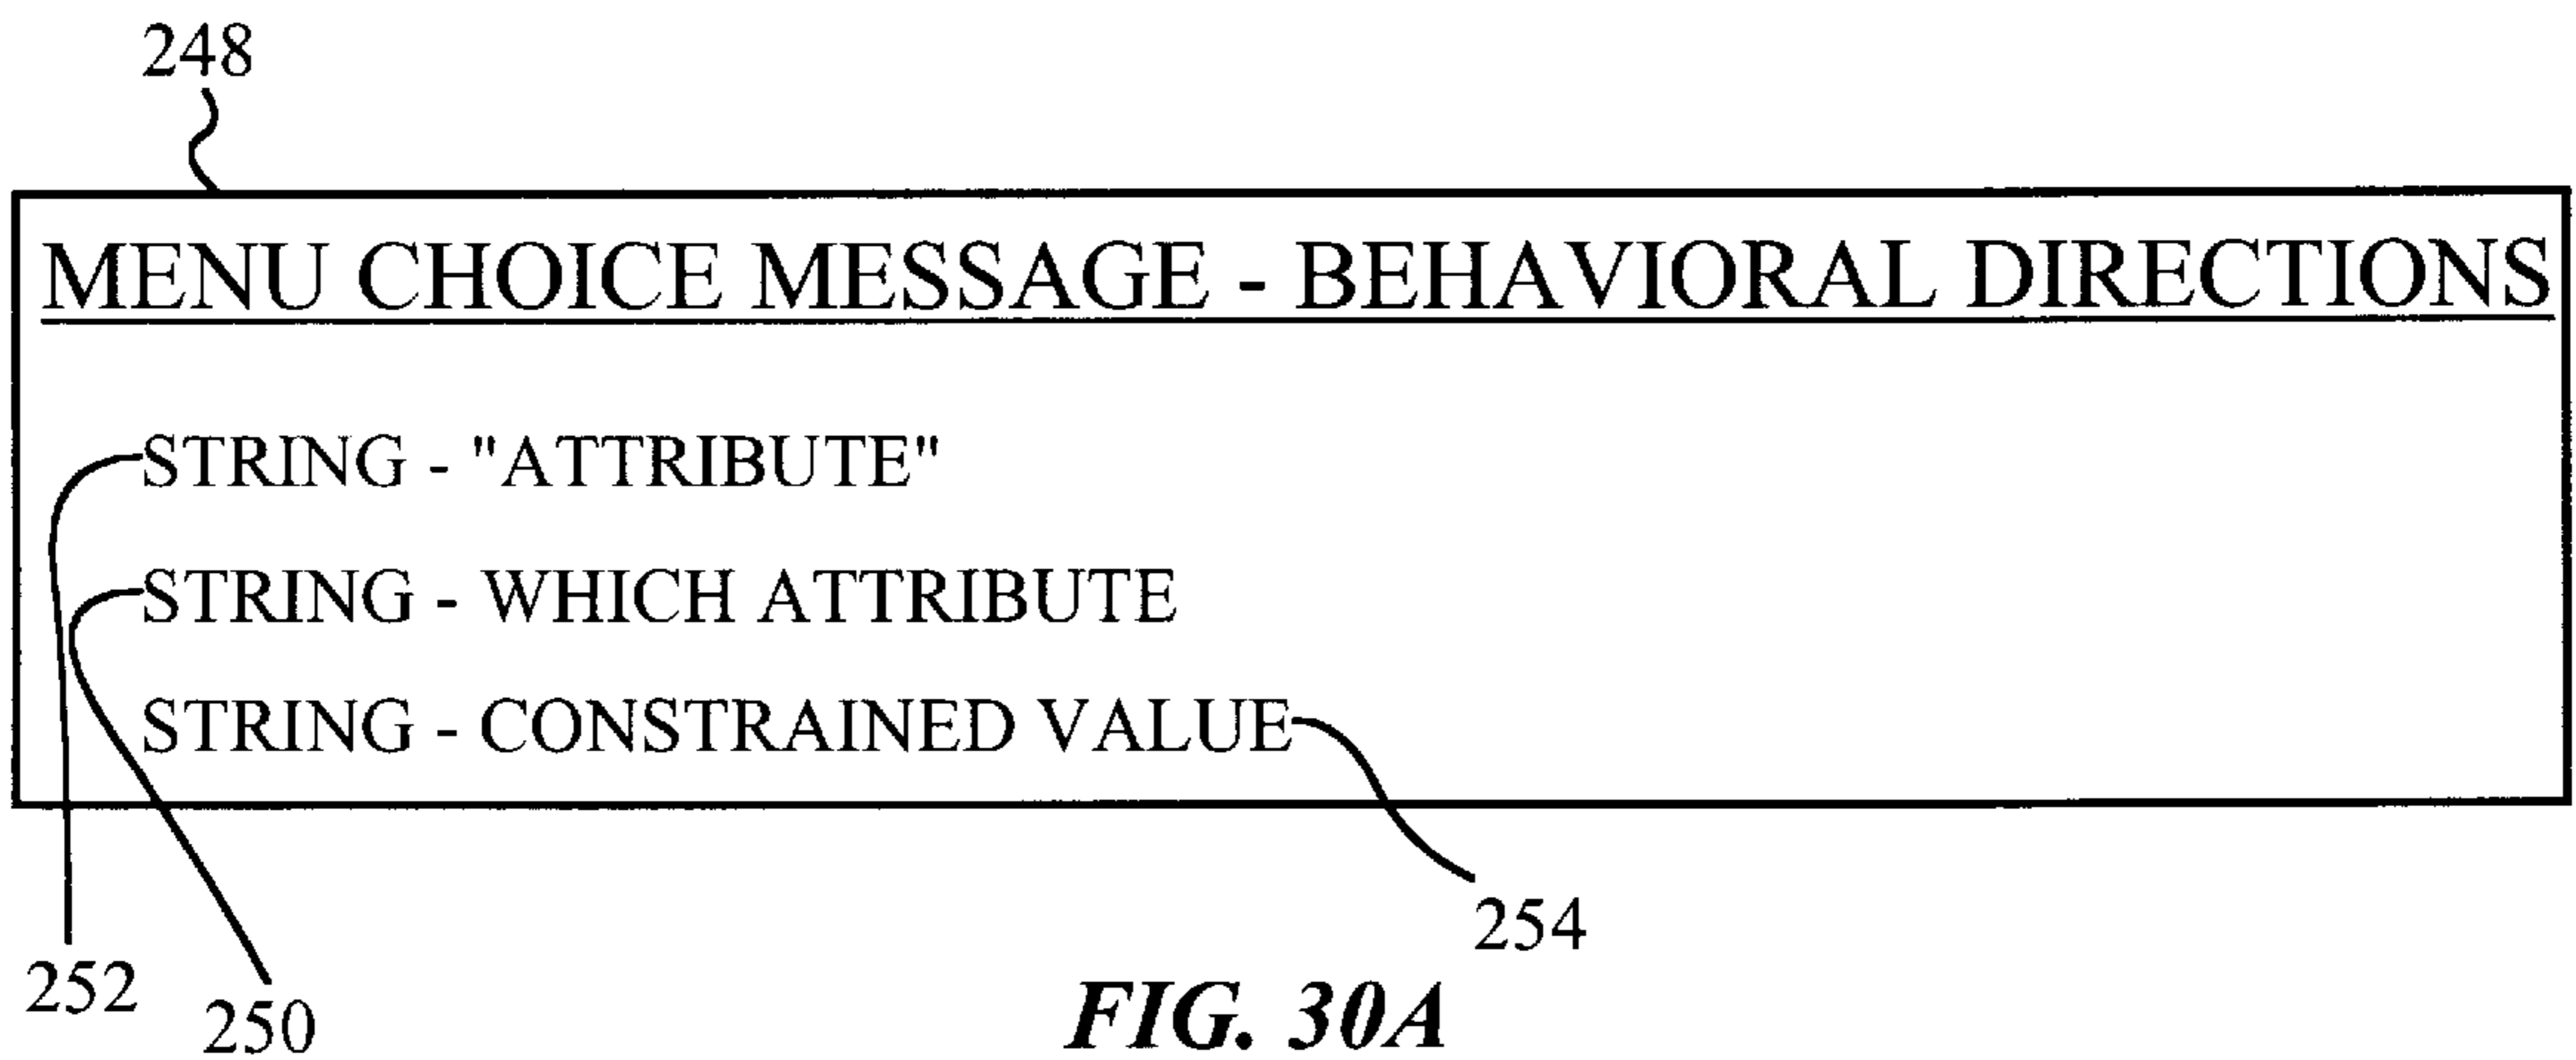 248
MENU CHOICE MESSAGE - BEHAVIORAL DIRECTIONS
STRING - "ATTRIBUTE"
STRING - WHICH ATTRIBUTE
STRING - CONSTRAINED VALUE
254
252
250
FIG. 30A